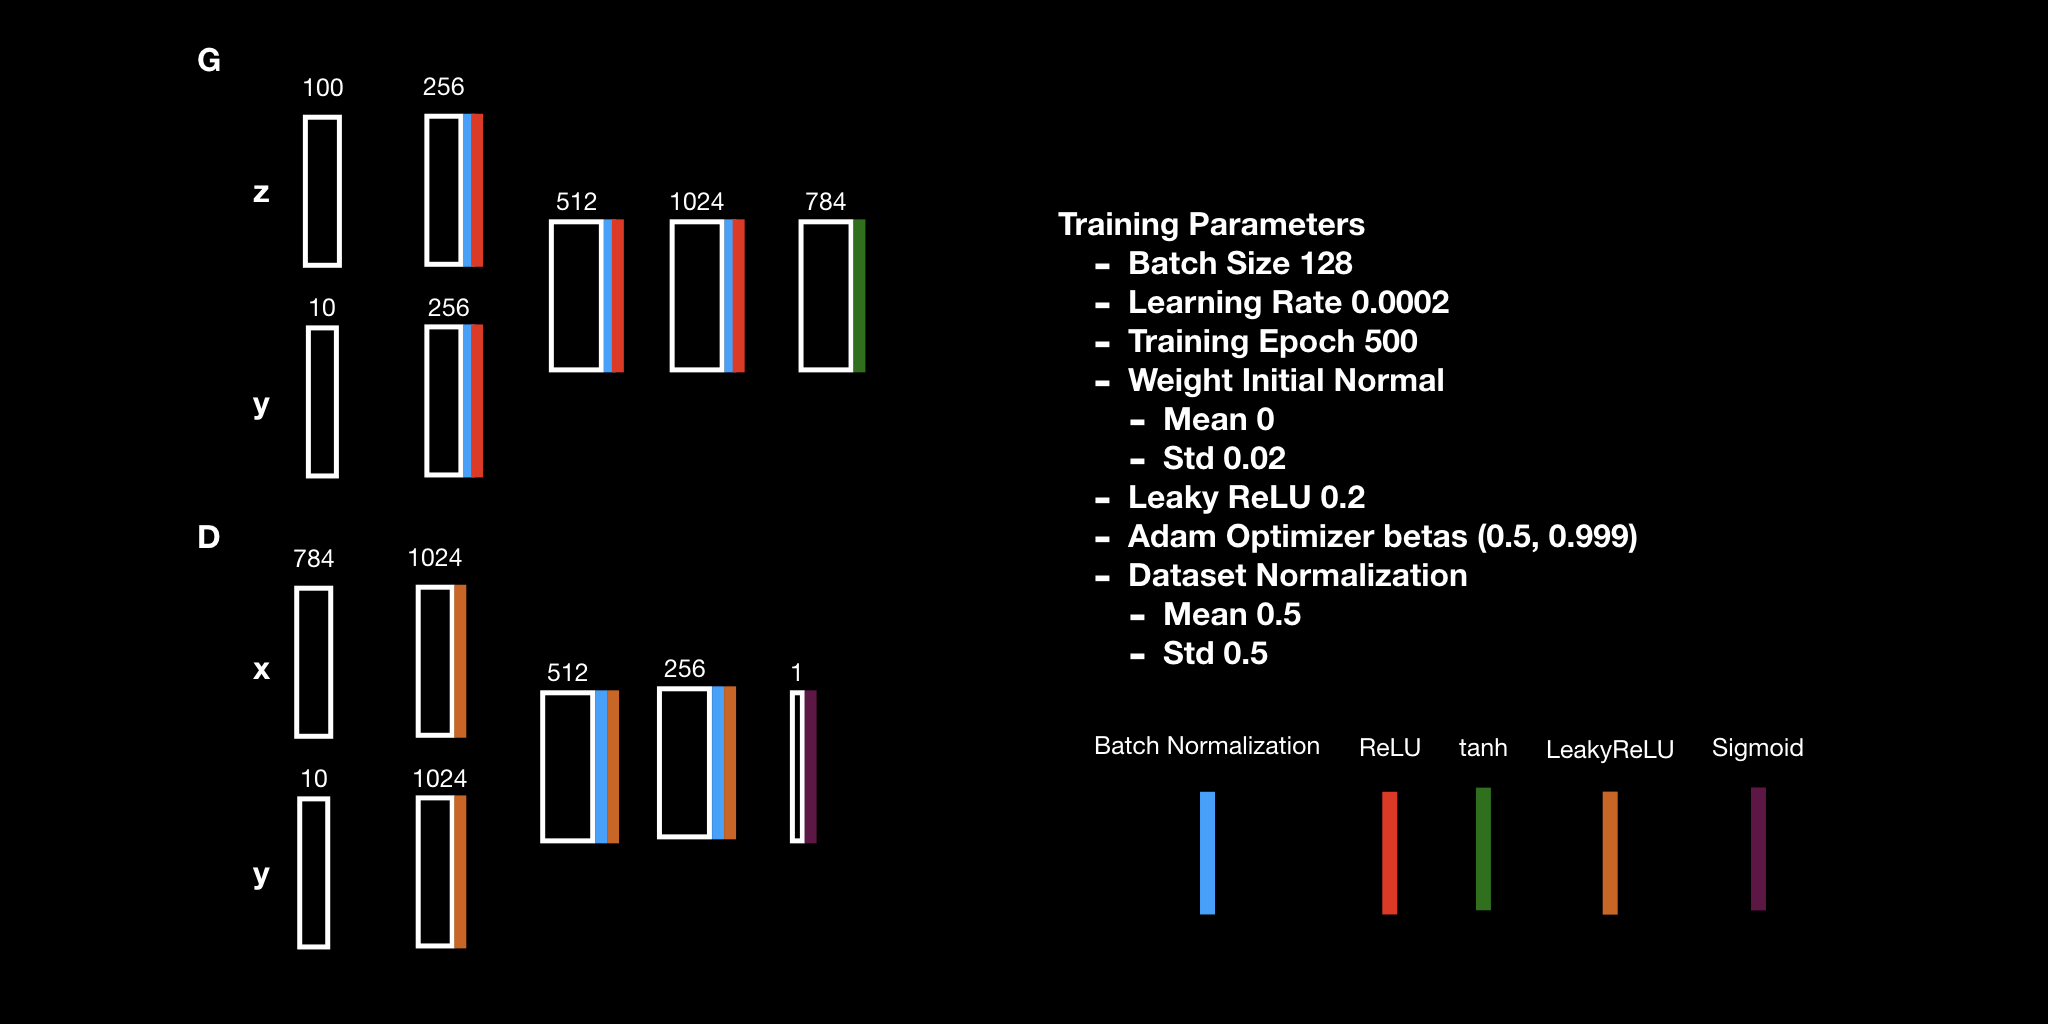 G
100 256
z
512 1024 784
10 256
y
D
784 1024
x
512 256 1
10 1024
y
Training Parameters
- Batch Size 128
- Learning Rate 0.0002
- Training Epoch 500
- Weight Initial Normal
- Mean 0
- Std 0.02
- Leaky ReLU 0.2
- Adam Optimizer betas (0.5, 0.999)
- Dataset Normalization
- Mean 0.5
- Std 0.5
Batch Normalization ReLU tanh LeakyReLU Sigmoid